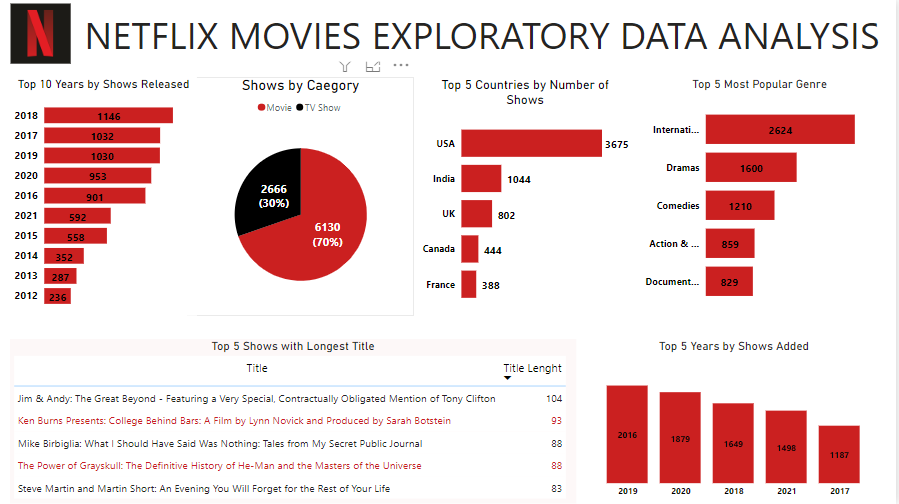 N
NETFLIX MOVIES EXPLORATORY DATA ANALYSIS
Top 10 Years by Shows Released
2018 1146
2017 1032
2019 1030
2020 953
2016 901
2021 592
2015 558
2014 352
2013 287
2012 236
Shows by Caegory
Movie TV Show
2666
(30%)
6130
(70%)
Top 5 Countries by Number of
Shows
USA 3675
India 1044
UK 802
Canada 444
France 388
Top 5 Most Popular Genre
Internati... 2624
Dramas 1600
Comedies 1210
Action & ... 859
Document... 829
Top 5 Shows with Longest Title
Title Title Lenght
Jim & Andy: The Great Beyond - Featuring a Very Special, Contractually Obligated Mention of Tony Clifton 104
Ken Burns Presents: College Behind Bars: A Film by Lynn Novick and Produced by Sarah Botstein 93
Mike Birbiglia: What I Should Have Said Was Nothing: Tales from My Secret Public Journal 88
The Power of Grayskull: The Definitive History of He-Man and the Masters of the Universe 88
Steve Martin and Martin Short: An Evening You Will Forget for the Rest of Your Life 83
Top 5 Years by Shows Added
2016 1879 1649 1498 1187
2019 2020 2018 2021 2017